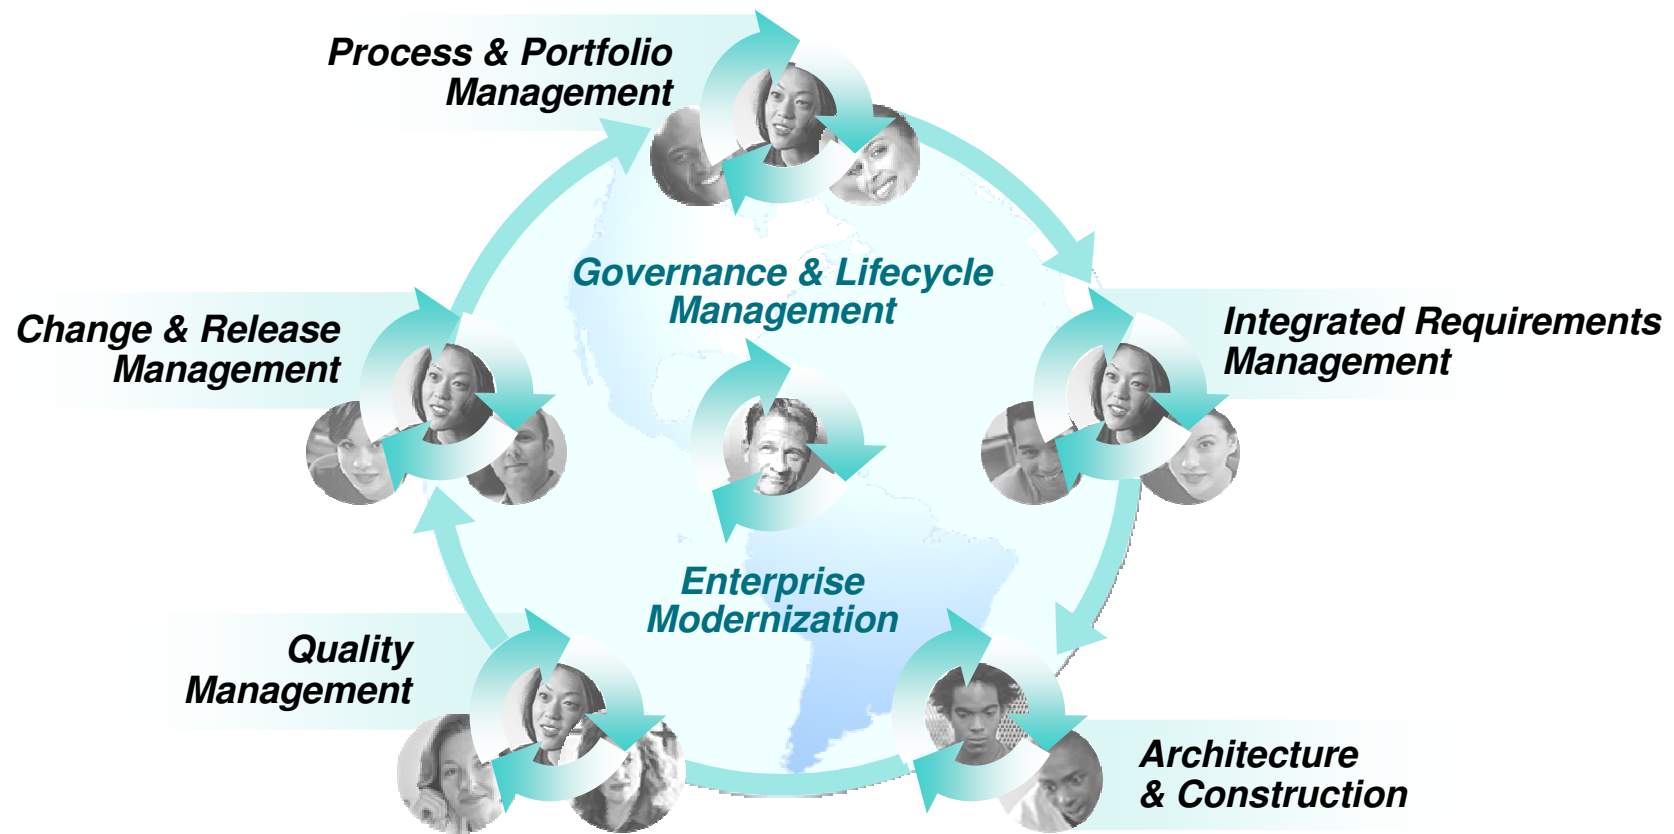 Process & Portfolio
Management
Governance & Lifecycle
Management
Change & Release
Management
Integrated Requirements
Management
Enterprise
Modernization
Quality
Management
Architecture
& Construction